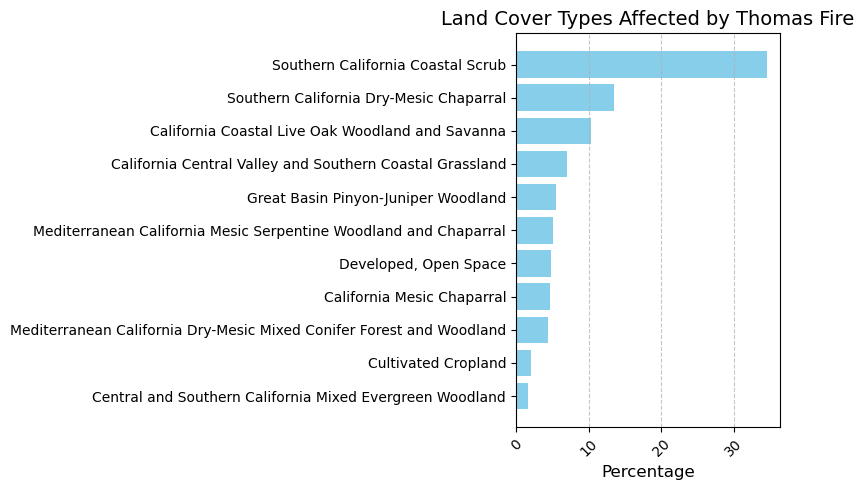 Land Cover Types Affected by Thomas Fire
Southern California Coastal Scrub
Southern California Dry-Mesic Chaparral
California Coastal Live Oak Woodland and Savanna
California Central Valley and Southern Coastal Grassland
Great Basin Pinyon-Juniper Woodland
Mediterranean California Mesic Serpentine Woodland and Chaparral
Developed, Open Space
California Mesic Chaparral
Mediterranean California Dry-Mesic Mixed Conifer Forest and Woodland
Cultivated Cropland
Central and Southern California Mixed Evergreen Woodland
0 10 20 30
Percentage